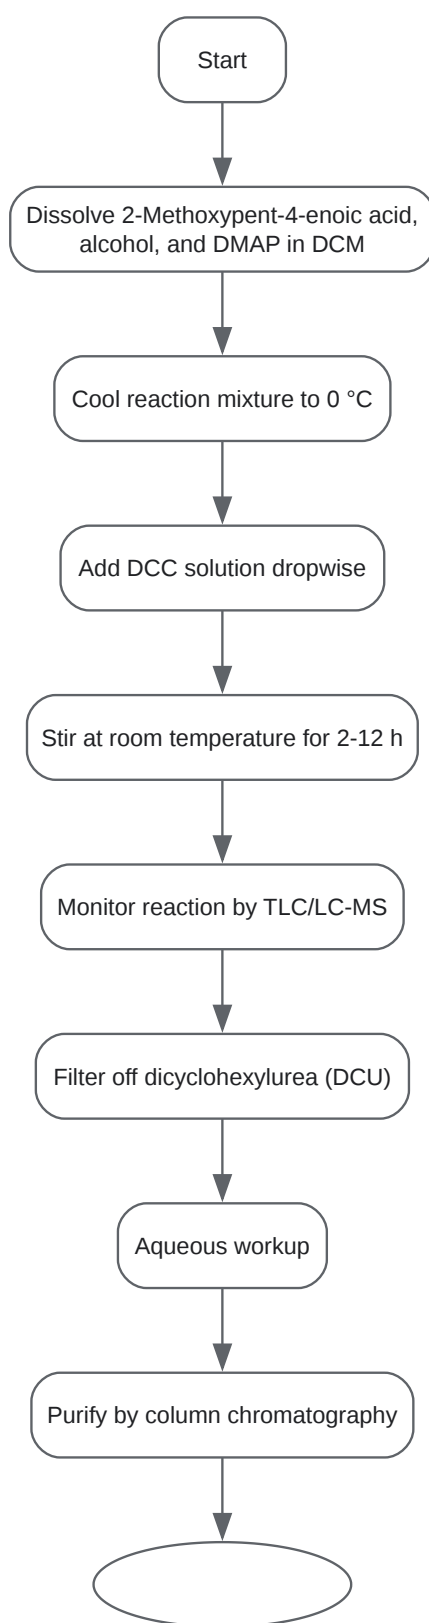 Start
Dissolve 2-Methoxypent-4-enoic acid,
alcohol, and DMAP in DCM
Cool reaction mixture to 0 °C
Add DCC solution dropwise
Stir at room temperature for 2-12 h
Monitor reaction by TLC/LC-MS
Filter off dicyclohexylurea (DCU)
Aqueous workup
Purify by column chromatography